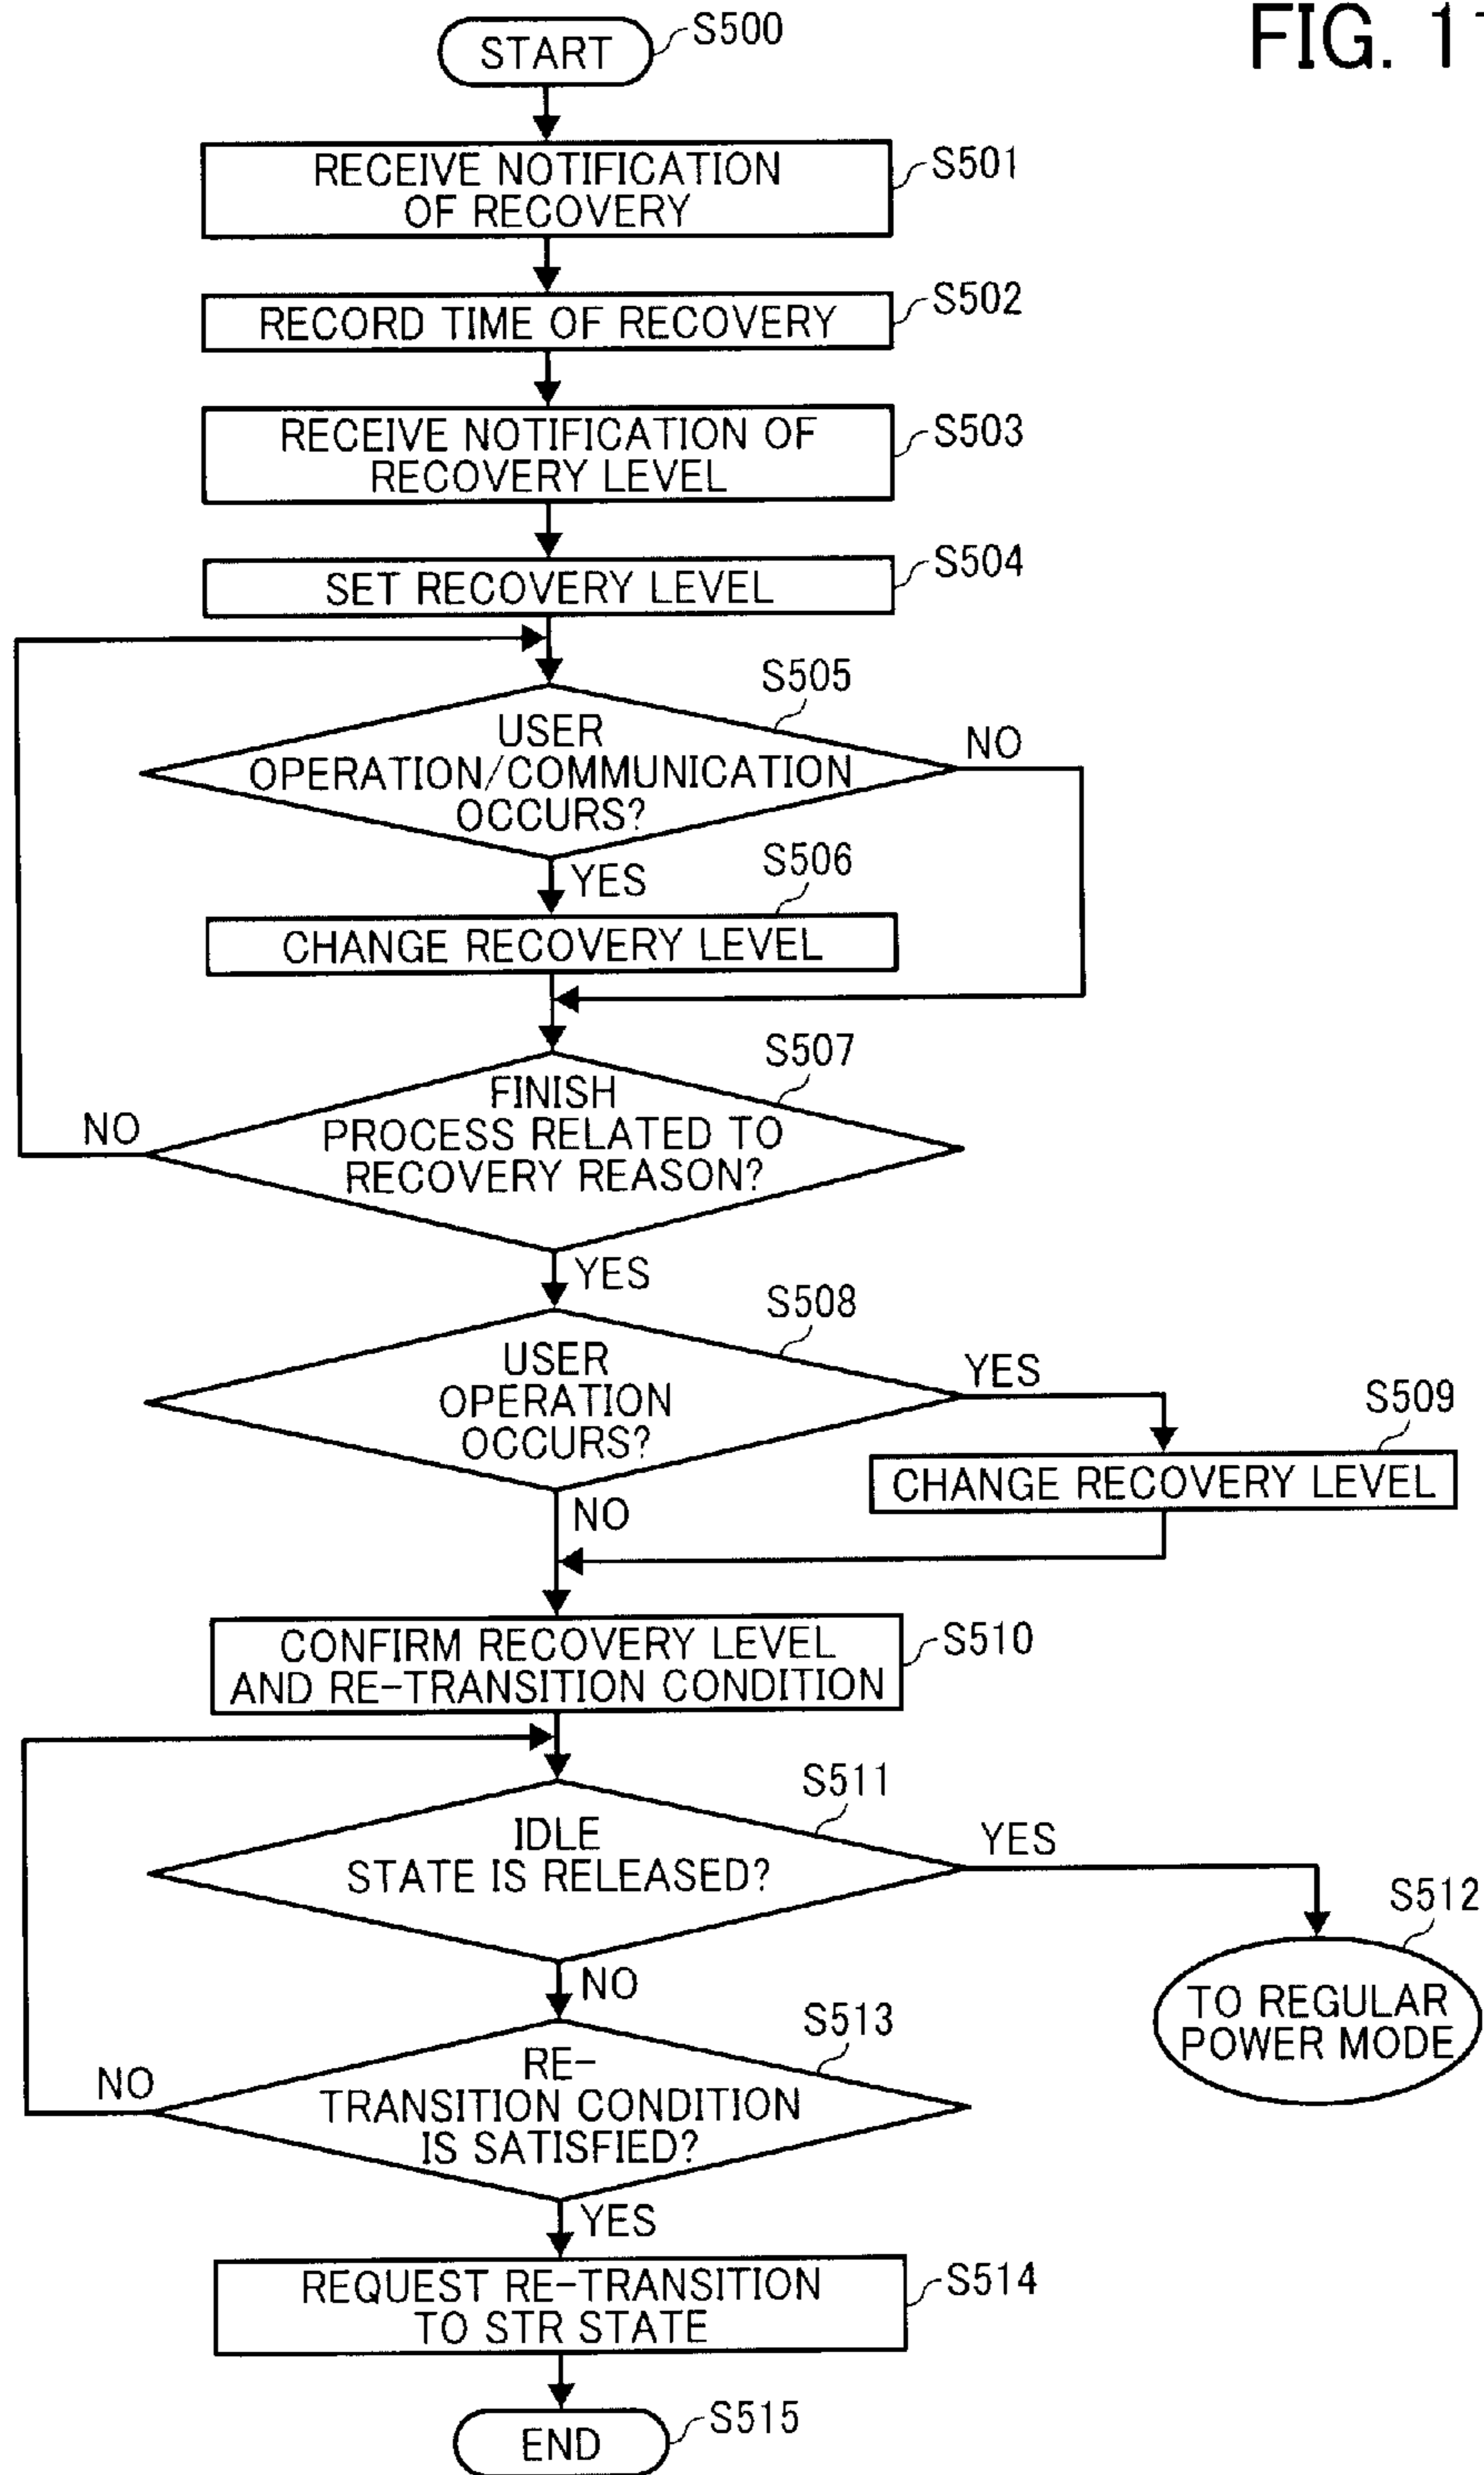 FIG. 1
START
S500
RECEIVE NOTIFICATION
OF RECOVERY
S501
RECORD TIME OF RECOVERY
S502
RECEIVE NOTIFICATION OF
RECOVERY LEVEL
S503
SET RECOVERY LEVEL
S504
S505
USER
OPERATION/COMMUNICATION
OCCURS?
NO
YES
S506
CHANGE RECOVERY LEVEL
S507
FINISH
PROCESS RELATED TO
RECOVERY REASON?
NO
YES
S508
USER
OPERATION
OCCURS?
YES
S509
CHANGE RECOVERY LEVEL
NO
CONFIRM RECOVERY LEVEL
AND RE-TRANSITION CONDITION
S510
S511
IDLE
STATE IS RELEASED?
YES
S512
TO REGULAR
POWER MODE
NO
S513
RE-
TRANSITION CONDITION
IS SATISFIED?
NO
YES
REQUEST RE-TRANSITION
TO STR STATE
S514
END
S515